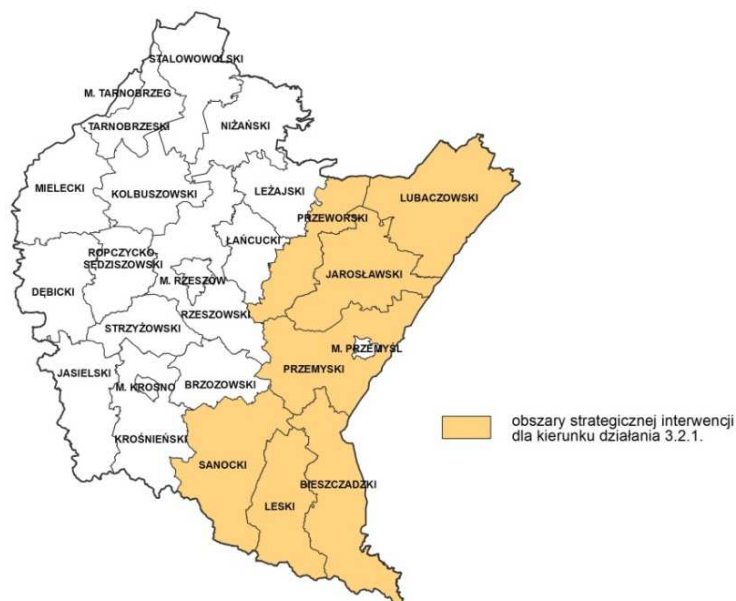 STALOWOWOLSKI
M. TARNOBRZEG
TARNOBRZESKI
NIŻAŃSKI
MIELECKI
KOLBUSZOWSKI
LEŻAJSKI
LUBACZOWSKI
PRZEWORSKI
ŁAŃCUCKI
ROPCZYCKO
SĘDZISZOWSKI
JAROSŁAWSKI
M. RZESZÓW
DĘBICKI
RZESZOWSKI
STRZYŻOWSKI
M. PRZEMYŚL
JASIELSKI
PRZEMYSKI
M. KROSNO
BRZOZOWSKI
KROŚNIEŃSKI
SANOCKI
BIESZCZADZKI
LESKI
obszary strategicznej interwencji
dla kierunku działania 3.2.1.